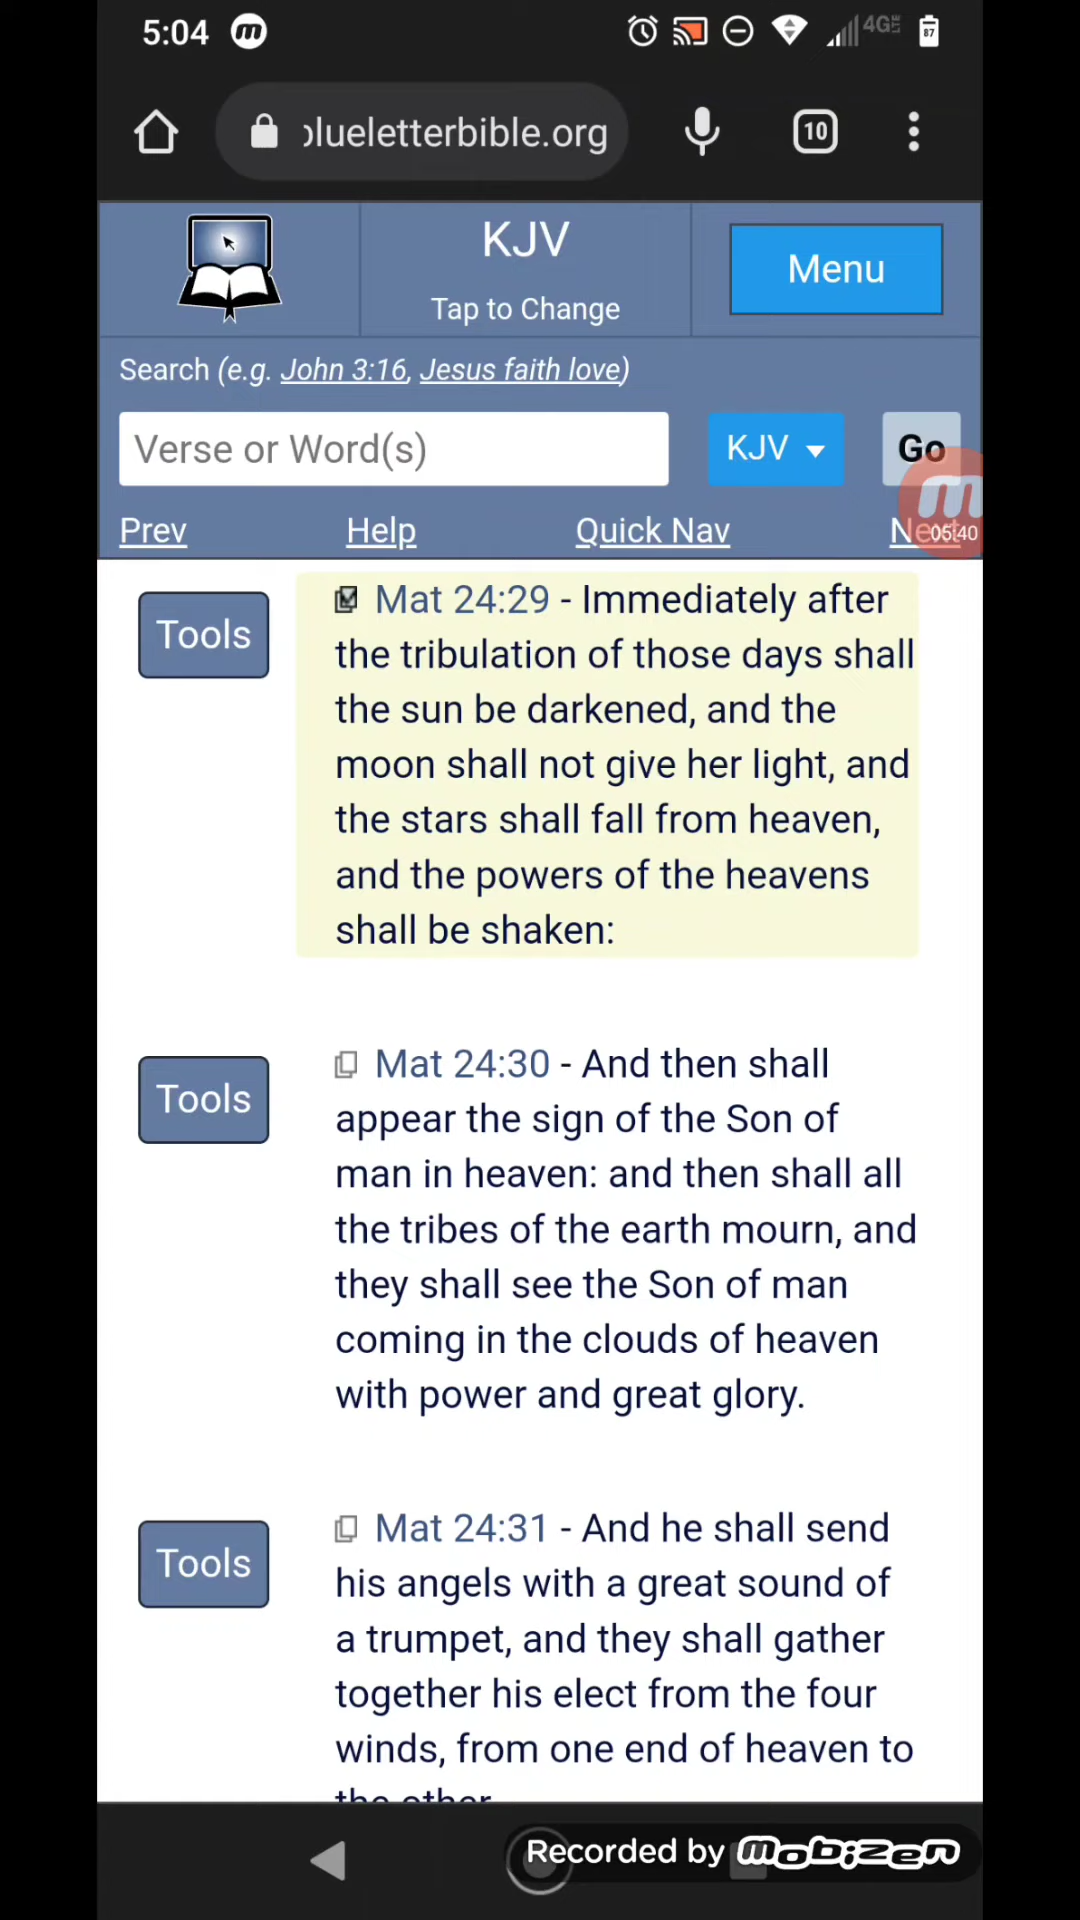 5:04 m 4G LTE 87
blueletterbible.org 10
KJV
Tap to Change
Menu
Search (e.g. John 3:16, Jesus faith love)
Verse or Word(s) KJV Go
Prev Help Quick Nav Next
05:40
Tools
Mat 24:29 - Immediately after
the tribulation of those days shall
the sun be darkened, and the
moon shall not give her light, and
the stars shall fall from heaven,
and the powers of the heavens
shall be shaken:
Tools
Mat 24:30 - And then shall
appear the sign of the Son of
man in heaven: and then shall all
the tribes of the earth mourn, and
they shall see the Son of man
coming in the clouds of heaven
with power and great glory.
Tools
Mat 24:31 - And he shall send
his angels with a great sound of
a trumpet, and they shall gather
together his elect from the four
winds, from one end of heaven to
the other.
Recorded by mobizen